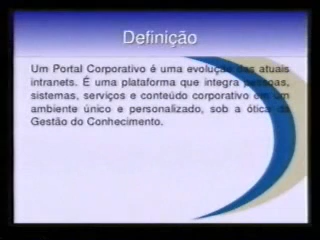 Definição
Um Portal Corporativo é uma evolução das atuais
intranets. É uma plataforma que integra pessoas,
sistemas, serviços e conteúdo corporativo em um
ambiente único e personalizado, sob a ótica da
Gestão do Conhecimento.